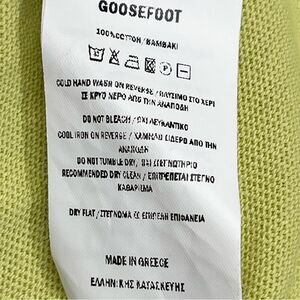 GOOSEFOOT
100% COTTON / ΒΑΜΒΑΚΙ
COLD HAND WASH ON REVERSE / ΠΛΥΣΙΜΟ ΣΤΟ ΧΕΡΙ
ΣΕ ΚΡΥΟ ΝΕΡΟ ΑΠΟ ΤΗΝ ΑΝΑΠΟΔΗ
DO NOT BLEACH / ΟΧΙ ΛΕΥΚΑΝΤΙΚΟ
COOL IRON ON REVERSE / ΧΑΜΗΛΟ ΣΙΔΕΡΟ ΑΠΟ ΤΗΝ
ΑΝΑΠΟΔΗ
DO NOT TUMBLE DRY, ΟΧΙ ΣΤΕΓΝΩΤΗΡΙΟ
RECOMMENDED DRY CLEAN / ΕΠΙΤΡΕΠΕΤΑΙ ΣΤΕΓΝΟ
ΚΑΘΑΡΙΣΜΑ
DRY FLAT / ΣΤΕΓΝΩΜΑ ΣΕ ΕΠΙΠΕΔΗ ΕΠΙΦΑΝΕΙΑ
MADE IN GREECE
ΕΛΛΗΝΙΚΗΣ ΚΑΤΑΣΚΕΥΗΣ